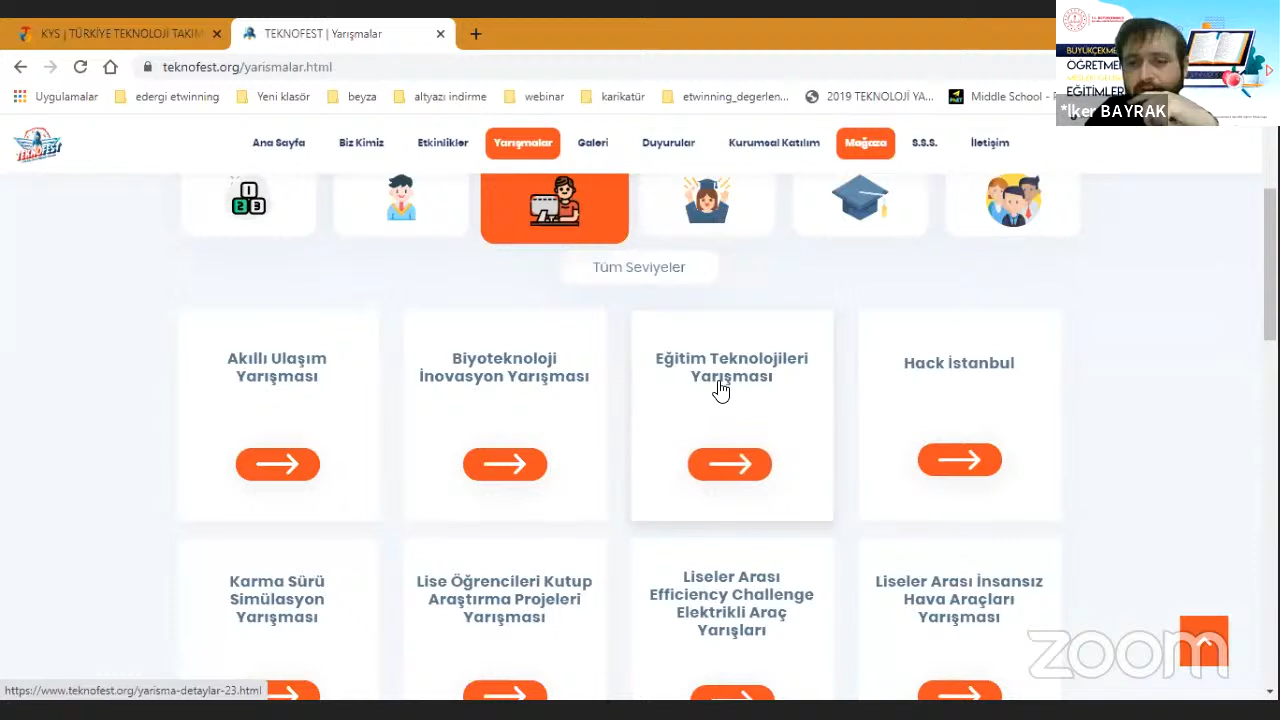 KYS | TÜRKİYE TEKNOLOJİ TAKIM
TEKNOFEST | Yarışmalar
teknofest.org/yarismalar.html
Uygulamalar
edergi etwinning
Yeni klasör
beyza
altyazı indirme
webinar
karikatür
etwinning_degerlen...
2019 TEKNOLOJİ YA...
Middle School - P
BÜYÜKÇEKME
ÖĞRETMEN
EĞİTİMLER
*lker BAYRAK
TEKNOFEST
Ana Sayfa
Biz Kimiz
Etkinlikler
Yarışmalar
Galeri
Duyurular
Kurumsal Katılım
Mağaza
S.S.S.
İletişim
1
2 3
Tüm Seviyeler
Akıllı Ulaşım
Yarışması
Biyoteknoloji
İnovasyon Yarışması
Eğitim Teknolojileri
Yarışması
Hack İstanbul
Karma Sürü
Simülasyon
Yarışması
Lise Öğrencileri Kutup
Araştırma Projeleri
Yarışması
Liseler Arası
Efficiency Challenge
Elektrikli Araç
Yarışları
Liseler Arası İnsansız
Hava Araçları
Yarışması
zoom
https://www.teknofest.org/yarisma-detaylar-23.html